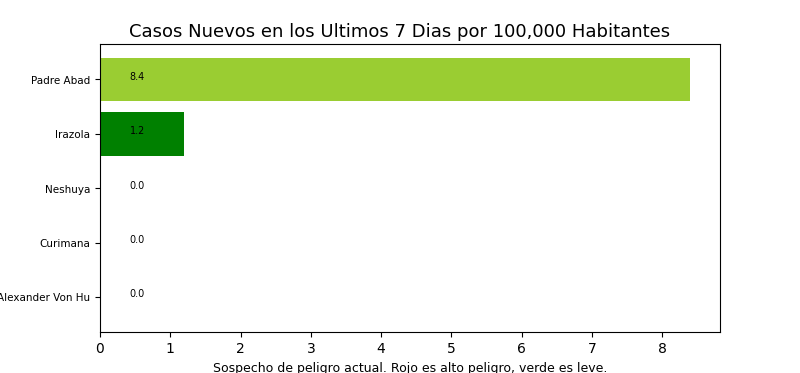 Casos Nuevos en los Ultimos 7 Dias por 100,000 Habitantes
Padre Abad 8.4
Irazola 1.2
Neshuya 0.0
Curimana 0.0
Alexander Von Hu 0.0
0 1 2 3 4 5 6 7 8
Sospecho de peligro actual. Rojo es alto peligro, verde es leve.